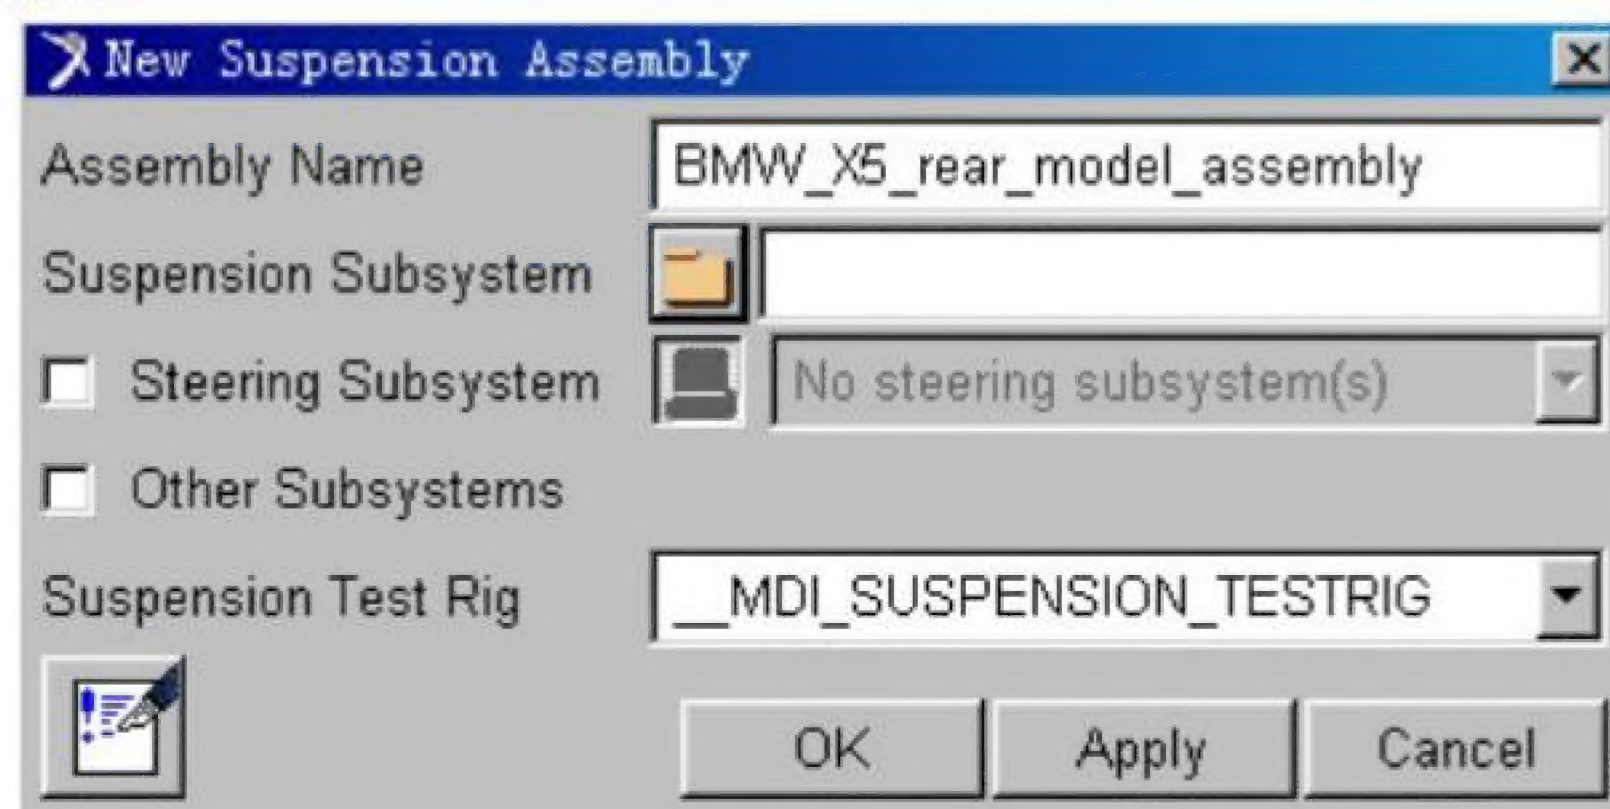 New Suspension Assembly
Assembly Name BMW_X5_rear_model_assembly
Suspension Subsystem
Steering Subsystem No steering subsystem(s)
Other Subsystems
Suspension Test Rig __MDI_SUSPENSION_TESTRIG
OK Apply Cancel